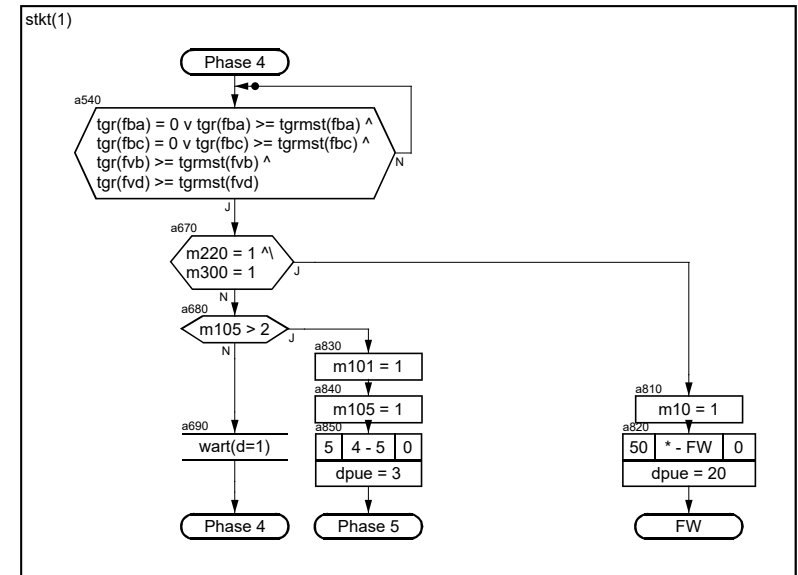 stkt(1)
Phase 4
a540
tgr(fba) = 0 v tgr(fba) >= tgrmst(fba) ^
tgr(fbc) = 0 v tgr(fbc) >= tgrmst(fbc) ^
tgr(fvb) >= tgrmst(fvb) ^
tgr(fvd) >= tgrmst(fvd)
N
J
a670
m220 = 1 ^\
m300 = 1
J
N
a680
m105 > 2
J
N
a830
m101 = 1
a840
m105 = 1
a810
m10 = 1
a690
wart(d=1)
a850
5 4 - 5 0
dpue = 3
a820
50 * - FW 0
dpue = 20
Phase 4
Phase 5
FW